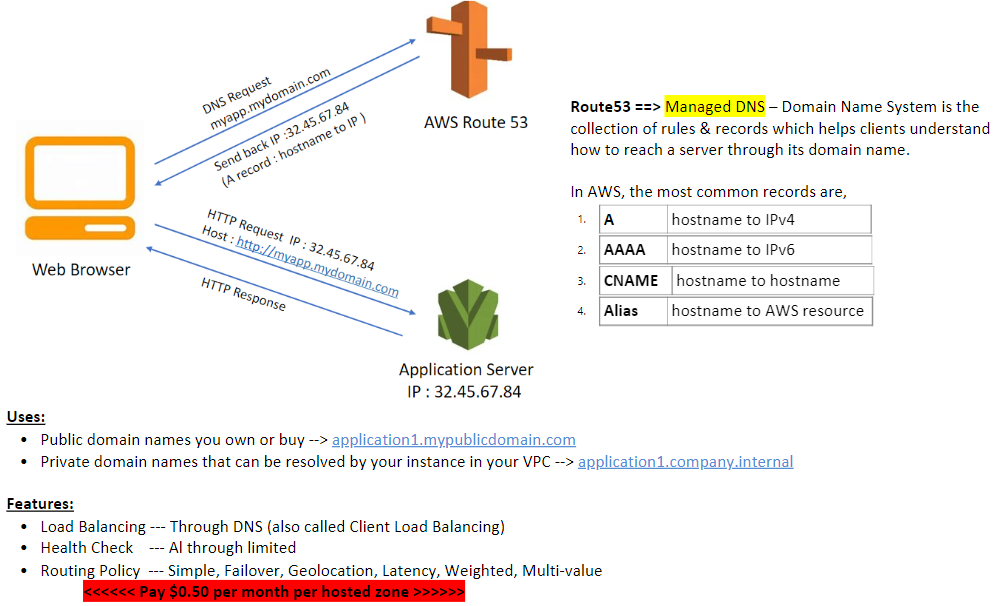 DNS Request
myapp.mydomain.com
Send back IP :32.45.67.84
(A record : hostname to IP )
AWS Route 53
Web Browser
HTTP Request  IP : 32.45.67.84
Host : http://myapp.mydomain.com
HTTP Response
Application Server
IP : 32.45.67.84
Route53 ==> Managed DNS – Domain Name System is the
collection of rules & records which helps clients understand
how to reach a server through its domain name.
In AWS, the most common records are,
1. A hostname to IPv4
2. AAAA hostname to IPv6
3. CNAME hostname to hostname
4. Alias hostname to AWS resource
Uses:
• Public domain names you own or buy --> application1.mypublicdomain.com
• Private domain names that can be resolved by your instance in your VPC --> application1.company.internal
Features:
• Load Balancing --- Through DNS (also called Client Load Balancing)
• Health Check --- Al through limited
• Routing Policy --- Simple, Failover, Geolocation, Latency, Weighted, Multi-value
<<<<<< Pay $0.50 per month per hosted zone >>>>>>